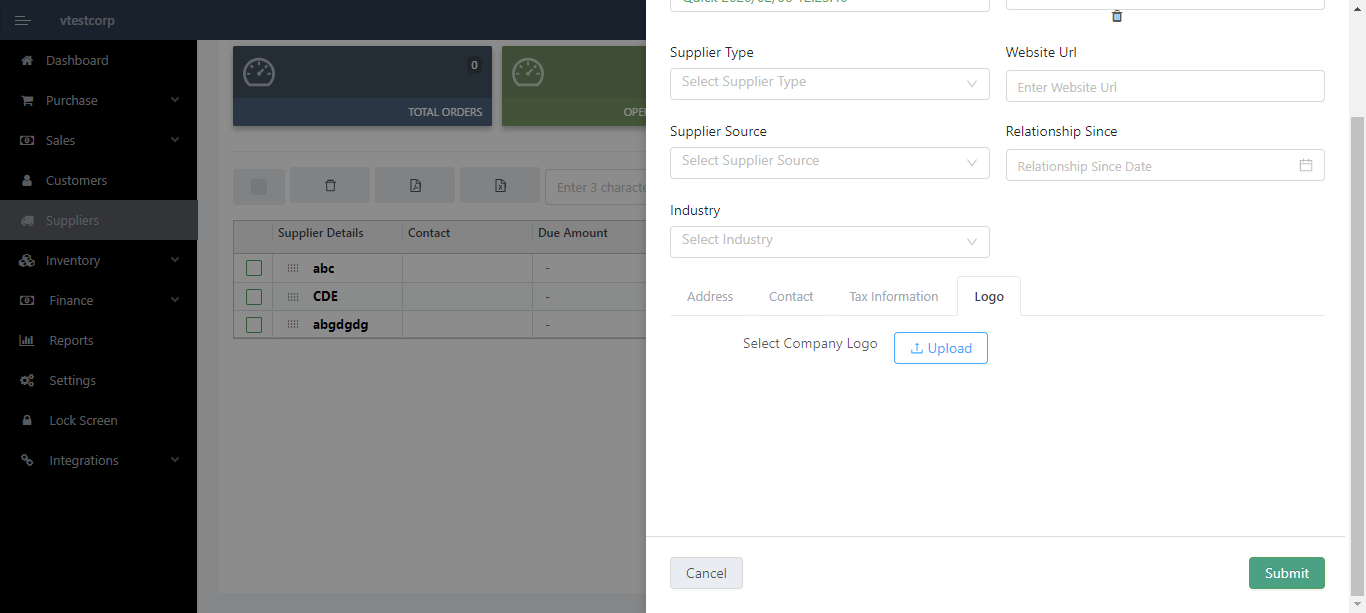 vtestcorp
Dashboard
Purchase
Sales
Customers
Suppliers
Inventory
Finance
Reports
Settings
Lock Screen
Integrations
0
TOTAL ORDERS
OPE
Enter 3 characte
Supplier Details Contact Due Amount
abc -
CDE -
abgdgdg -
Supplier Type
Select Supplier Type
Website Url
Enter Website Url
Supplier Source
Select Supplier Source
Relationship Since
Relationship Since Date
Industry
Select Industry
Address Contact Tax Information Logo
Select Company Logo Upload
Cancel Submit